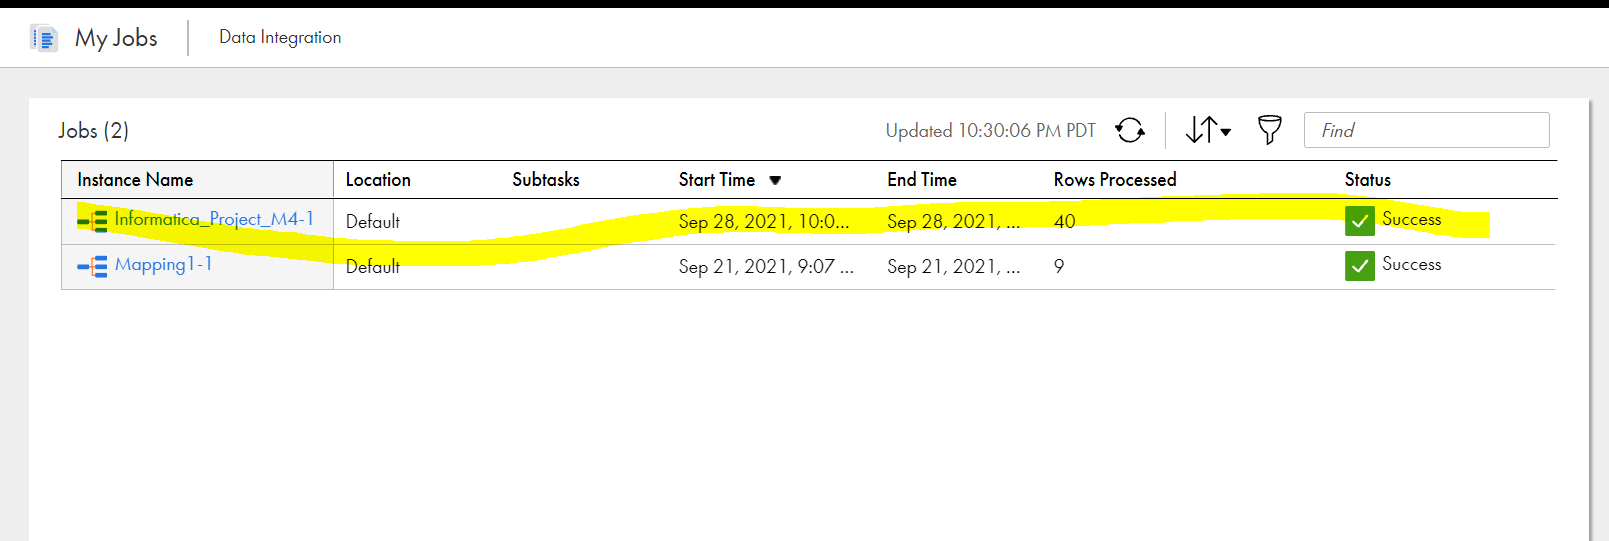 My Jobs Data Integration
Jobs (2) Updated 10:30:06 PM PDT Find
Instance Name Location Subtasks Start Time End Time Rows Processed Status
Informatica_Project_M4-1 Default Sep 28, 2021, 10:0... Sep 28, 2021, ... 40 Success
Mapping1-1 Default Sep 21, 2021, 9:07 ... Sep 21, 2021, ... 9 Success